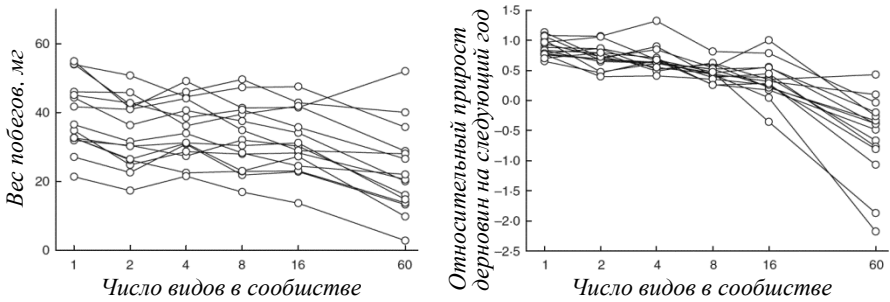 Вес побегов, мг
60
40
20
0
1 2 4 8 16 60
Число видов в сообшстве
Относительный прирост
дерновин на следующий год
1·5
1·0
0·5
0·0
−0·5
−1·0
−1·5
−2·0
−2·5
1 2 4 8 16 60
Число видов в сообшстве